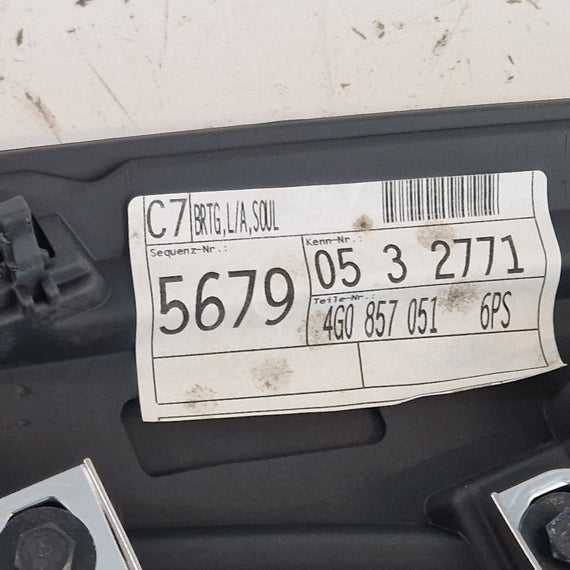 C7 BRTG,L/A,SOUL
Sequenz-Nr.:
5679
Kenn-Nr.:
05 3 2771
Teile-Nr.:
4G0 857 051 6PS